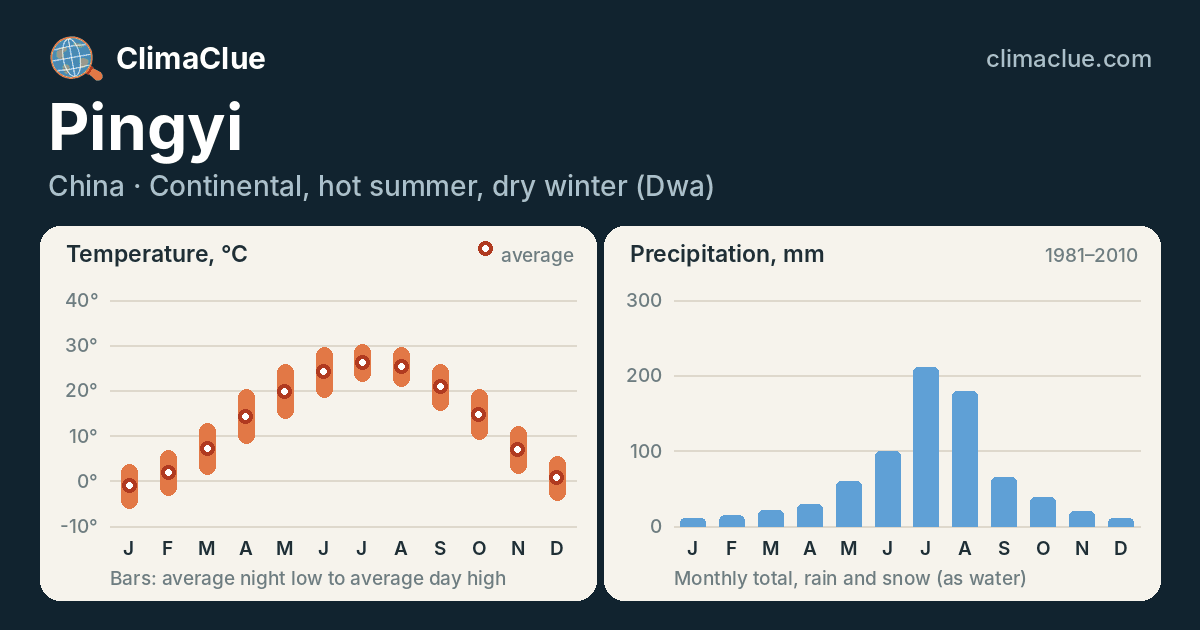 ClimaClue
climaclue.com
Pingyi
China · Continental, hot summer, dry winter (Dwa)
Temperature, °C
average
40°
30°
20°
10°
0°
-10°
J F M A M J J A S O N D
Bars: average night low to average day high
Precipitation, mm
1981–2010
300
200
100
0
J F M A M J J A S O N D
Monthly total, rain and snow (as water)